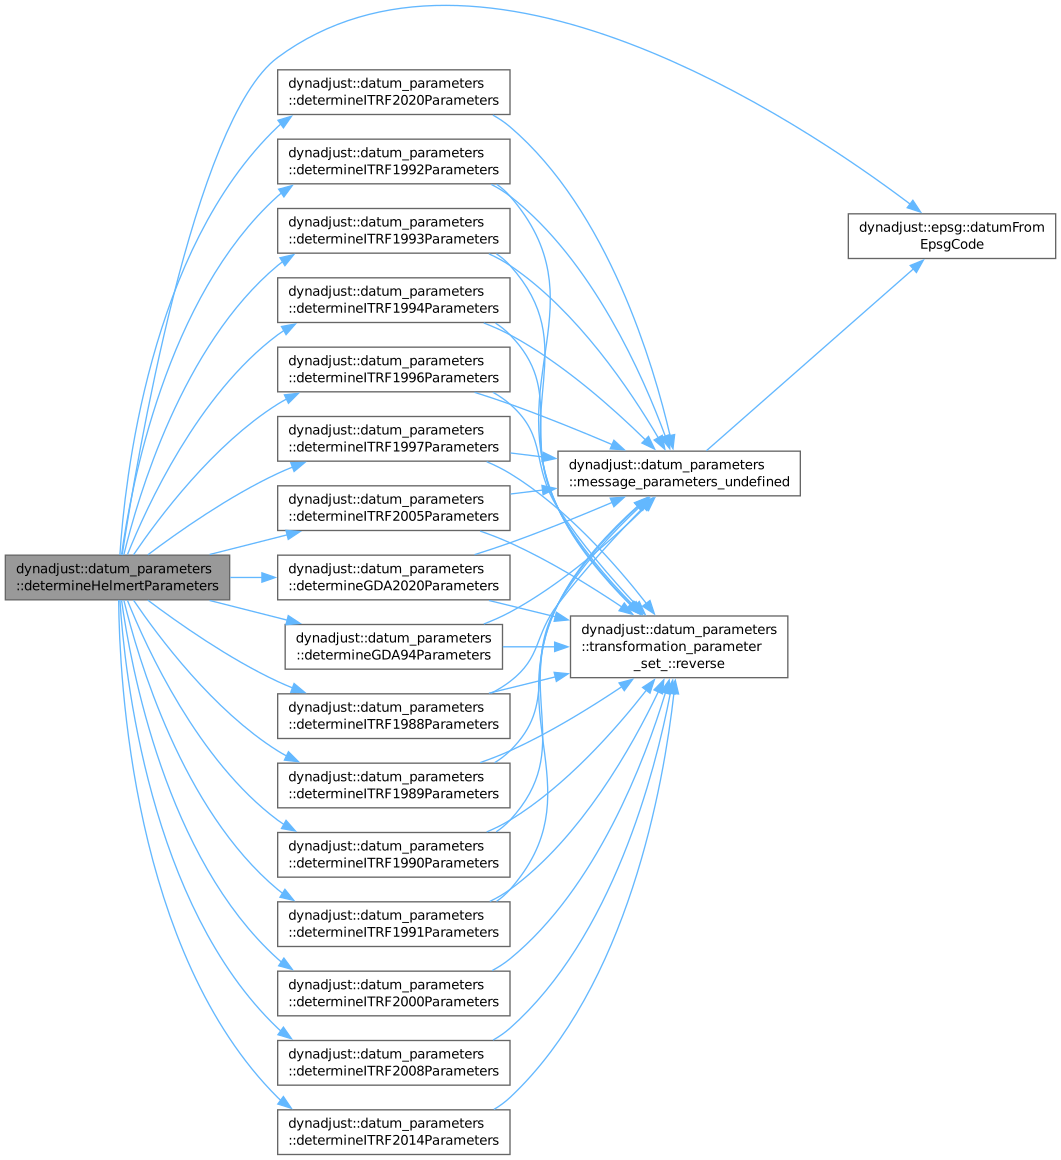 dynadjust::datum_parameters
::determineHelmertParameters
dynadjust::datum_parameters
::determineITRF2020Parameters
dynadjust::datum_parameters
::determineITRF1992Parameters
dynadjust::datum_parameters
::determineITRF1993Parameters
dynadjust::datum_parameters
::determineITRF1994Parameters
dynadjust::datum_parameters
::determineITRF1996Parameters
dynadjust::datum_parameters
::determineITRF1997Parameters
dynadjust::datum_parameters
::determineITRF2005Parameters
dynadjust::datum_parameters
::determineGDA2020Parameters
dynadjust::datum_parameters
::determineGDA94Parameters
dynadjust::datum_parameters
::determineITRF1988Parameters
dynadjust::datum_parameters
::determineITRF1989Parameters
dynadjust::datum_parameters
::determineITRF1990Parameters
dynadjust::datum_parameters
::determineITRF1991Parameters
dynadjust::datum_parameters
::determineITRF2000Parameters
dynadjust::datum_parameters
::determineITRF2008Parameters
dynadjust::datum_parameters
::determineITRF2014Parameters
dynadjust::datum_parameters
::message_parameters_undefined
dynadjust::datum_parameters
::transformation_parameter
_set_::reverse
dynadjust::epsg::datumFrom
EpsgCode